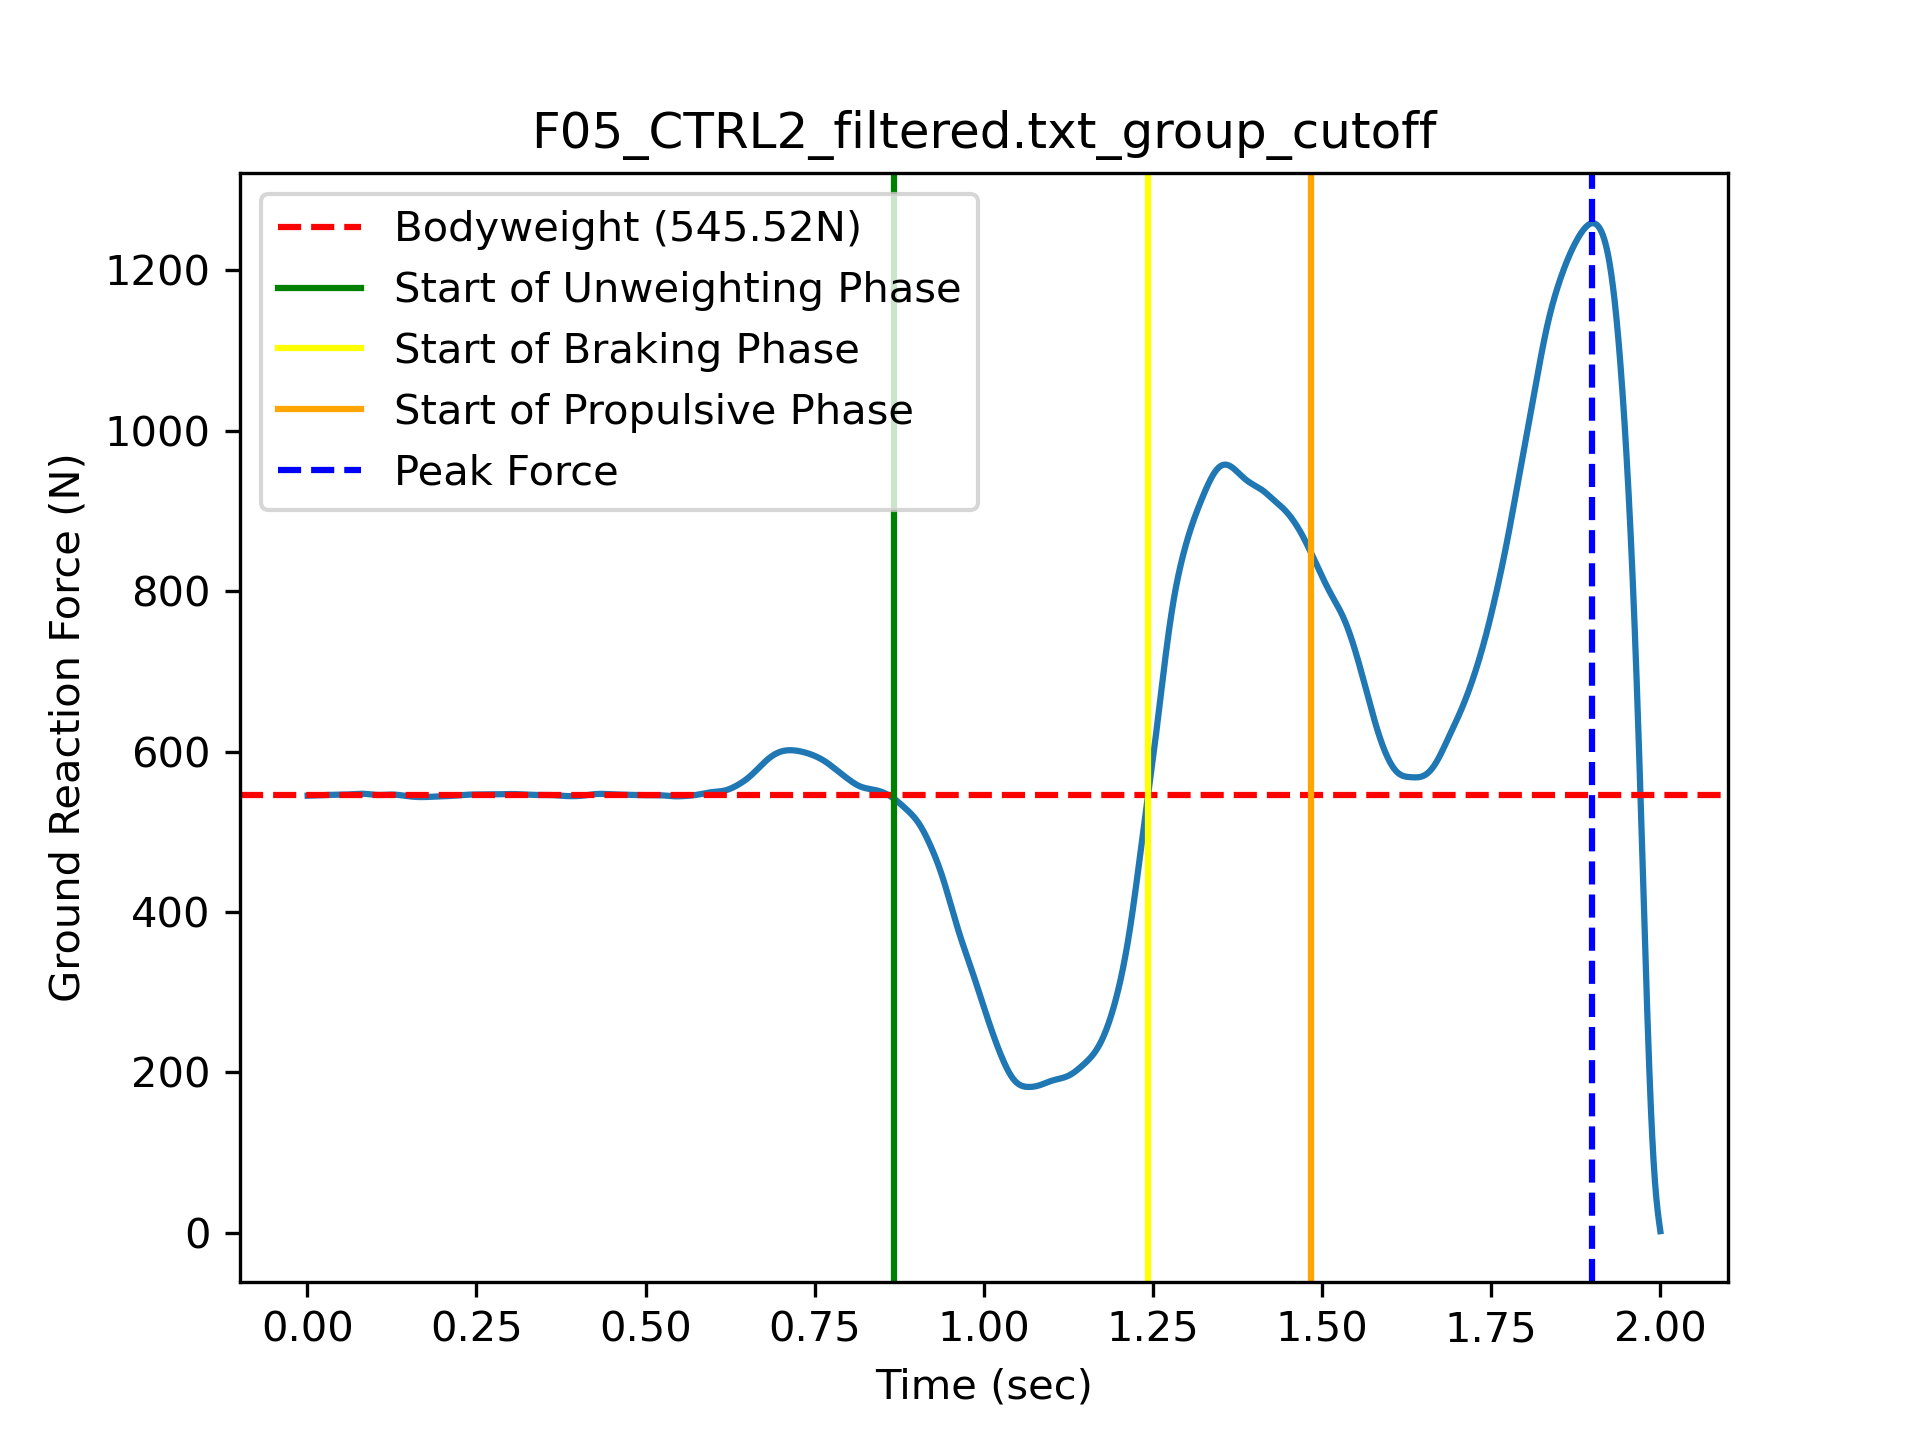 F05_CTRL2_filtered.txt_group_cutoff
Bodyweight (545.52N)
Start of Unweighting Phase
Start of Braking Phase
Start of Propulsive Phase
Peak Force
Ground Reaction Force (N)
1200
1000
800
600
400
200
0
0.00 0.25 0.50 0.75 1.00 1.25 1.50 1.75 2.00
Time (sec)